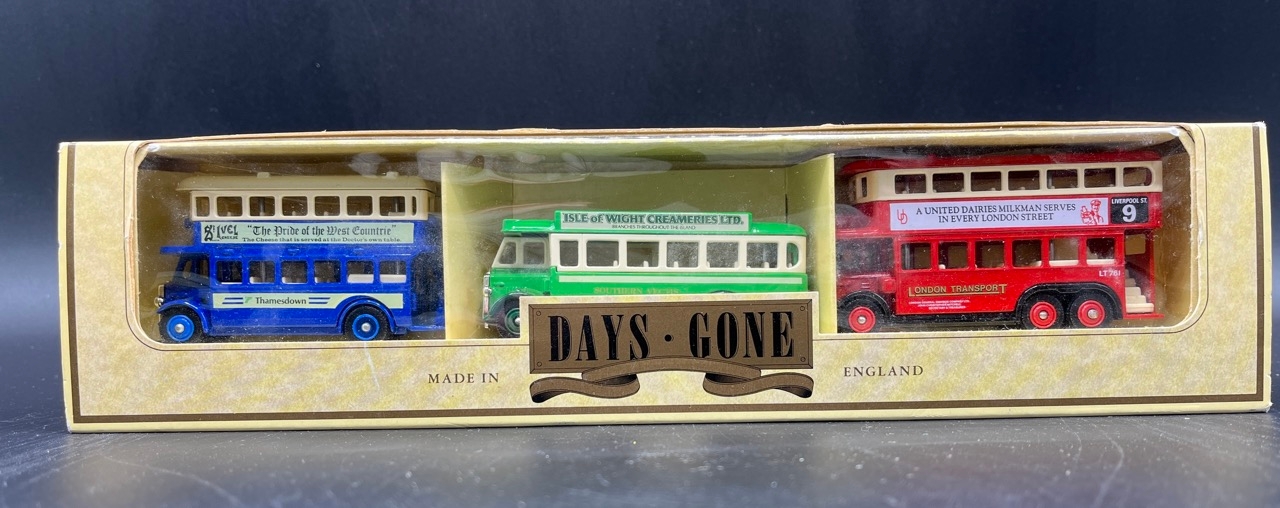 "The Pride of the West Countrie"
The Cheese that is served at the Doctor's own table.
Thamesdown
ISLE of WIGHT CREAMERIES LTD.
BRANCHES THROUGHOUT THE ISLAND
SOUTHERN VECTIS
UD
A UNITED DAIRIES MILKMAN SERVES
IN EVERY LONDON STREET
LIVERPOOL ST.
9
LT 761
LONDON TRANSPORT
DAYS · GONE
MADE IN
ENGLAND